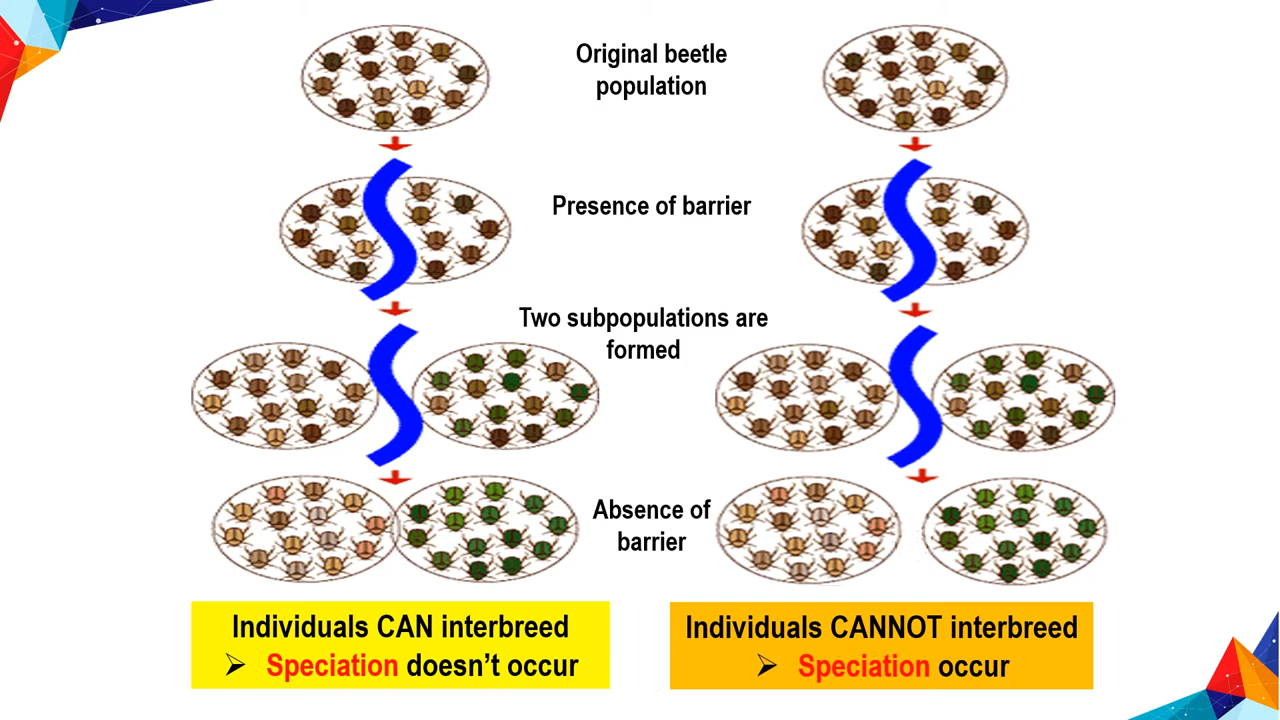 Original beetle
population
Presence of barrier
Two subpopulations are
formed
Absence of
barrier
Individuals CAN interbreed
➢ Speciation doesn’t occur
Individuals CANNOT interbreed
➢ Speciation occur